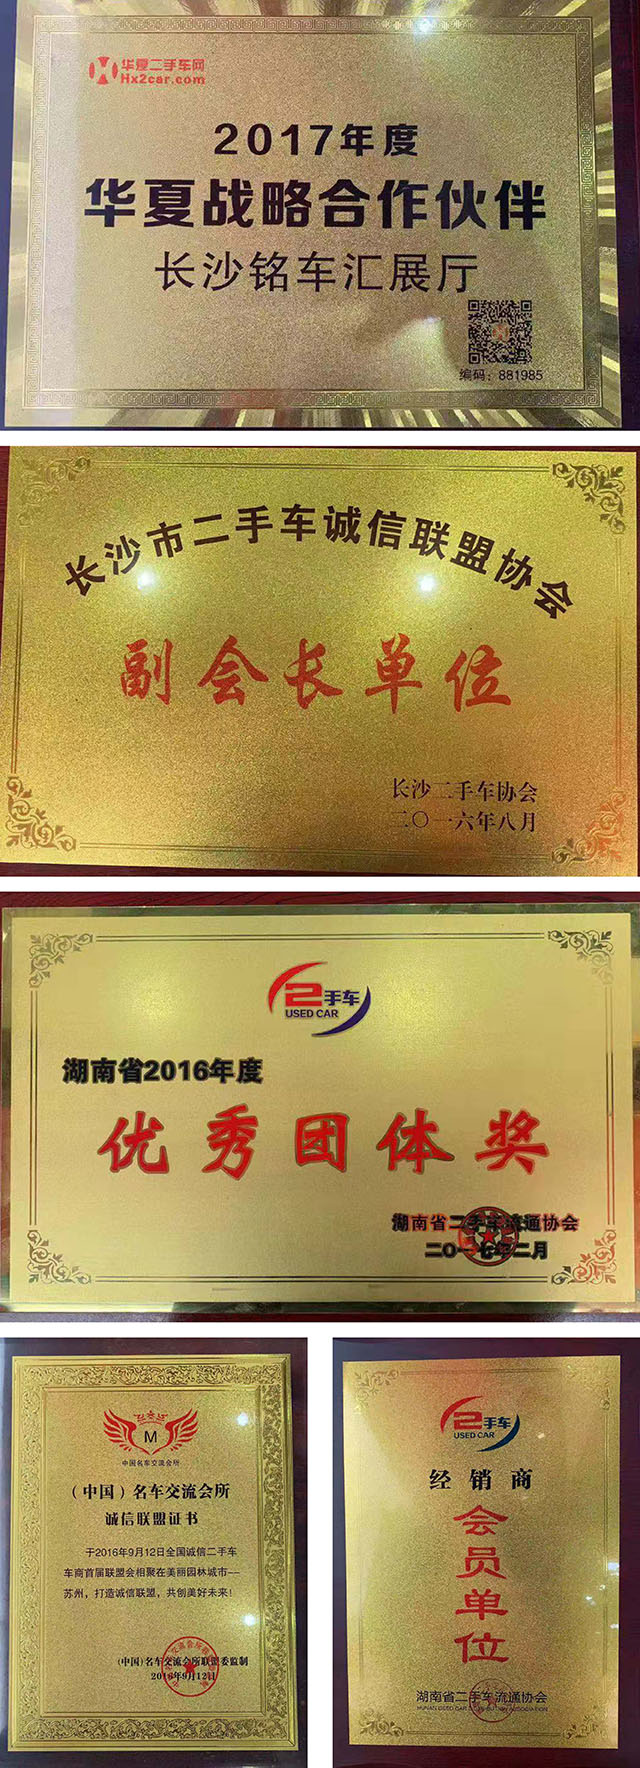 华夏二手车网
Hx2car.com
2017年度
华夏战略合作伙伴
长沙铭车汇展厅
编码：881985
长沙市二手车诚信联盟协会
副会长单位
长沙二手车协会
二〇一六年八月
2手车
USED CAR
湖南省2016年度
优秀团体奖
湖南省二手车流通协会
二〇一七年二月
M
中国名车交流会所
（中国）名车交流会所
诚信联盟证书
于2016年9月12日全国诚信二手车
车商首届联盟会相聚在美丽园林城市--
苏州，打造诚信联盟，共创美好未来！
(中国)名车交流会所联盟委监制
2016年9月12日
2手车
USED CAR
经销商
会员单位
湖南省二手车流通协会
HUNAN USED CAR DISTRIBUTION ASSOCIATION